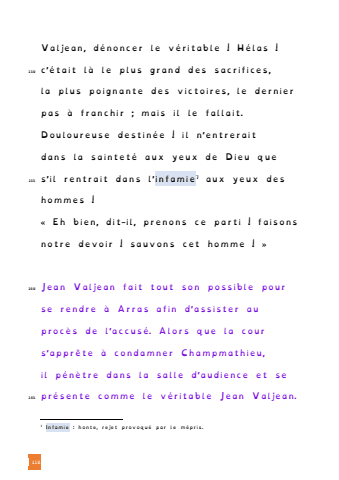 Valjean, dénoncer le véritable ! Hélas !
150 c'était là le plus grand des sacrifices,
la plus poignante des victoires, le dernier
pas à franchir ; mais il le fallait.
Douloureuse destinée ! il n'entrerait
dans la sainteté aux yeux de Dieu que
155 s'il rentrait dans l'infamie¹ aux yeux des
hommes !
« Eh bien, dit-il, prenons ce parti ! faisons
notre devoir ! sauvons cet homme ! »
160 Jean Valjean fait tout son possible pour
se rendre à Arras afin d'assister au
procès de l'accusé. Alors que la cour
s'apprête à condamner Champmathieu,
il pénètre dans la salle d'audience et se
165 présente comme le véritable Jean Valjean.
¹ Infamie : honte, rejet provoqué par le mépris.